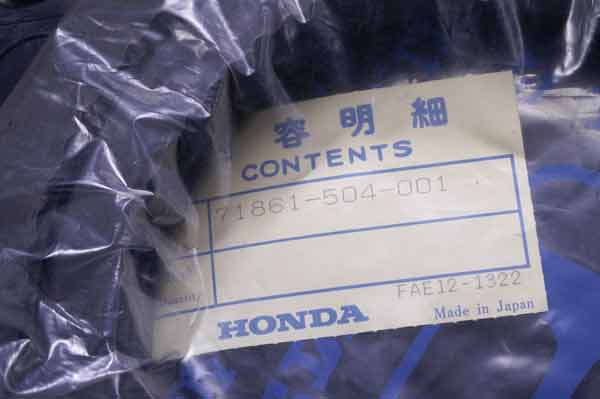 容明細
CONTENTS
71861-504-001
FAE12-1322
HONDA
Made in Japan